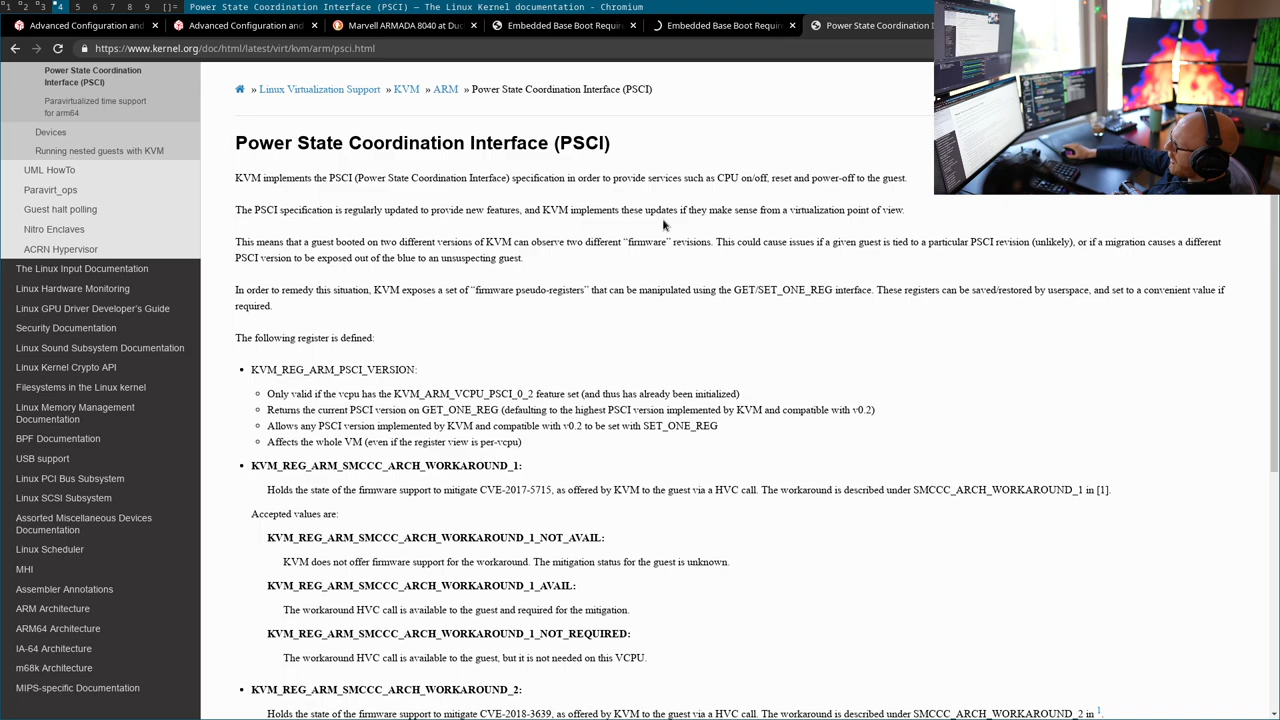 1 2 3 4 5 6 7 8 9 []= Power State Coordination Interface (PSCI) — The Linux Kernel documentation - Chromium
Advanced Configuration and
Advanced Configuration and
Marvell ARMADA 8040 at Du
Embedded Base Boot Require
Embedded Base Boot Requir
Power State Coordination In
https://www.kernel.org/doc/html/latest/virt/kvm/arm/psci.html
Power State Coordination
Interface (PSCI)
Paravirtualized time support
for arm64
Devices
Running nested guests with KVM
UML HowTo
Paravirt_ops
Guest halt polling
Nitro Enclaves
ACRN Hypervisor
The Linux Input Documentation
Linux Hardware Monitoring
Linux GPU Driver Developer's Guide
Security Documentation
Linux Sound Subsystem Documentation
Linux Kernel Crypto API
Filesystems in the Linux kernel
Linux Memory Management
Documentation
BPF Documentation
USB support
Linux PCI Bus Subsystem
Linux SCSI Subsystem
Assorted Miscellaneous Devices
Documentation
Linux Scheduler
MHI
Assembler Annotations
ARM Architecture
ARM64 Architecture
IA-64 Architecture
m68k Architecture
MIPS-specific Documentation
» Linux Virtualization Support » KVM » ARM » Power State Coordination Interface (PSCI)
Power State Coordination Interface (PSCI)
KVM implements the PSCI (Power State Coordination Interface) specification in order to provide services such as CPU on/off, reset and power-off to the guest.
The PSCI specification is regularly updated to provide new features, and KVM implements these updates if they make sense from a virtualization point of view.
This means that a guest booted on two different versions of KVM can observe two different “firmware” revisions. This could cause issues if a given guest is tied to a particular PSCI revision (unlikely), or if a migration causes a different
PSCI version to be exposed out of the blue to an unsuspecting guest.
In order to remedy this situation, KVM exposes a set of “firmware pseudo-registers” that can be manipulated using the GET/SET_ONE_REG interface. These registers can be saved/restored by userspace, and set to a convenient value if
required.
The following register is defined:
• KVM_REG_ARM_PSCI_VERSION:
◦ Only valid if the vcpu has the KVM_ARM_VCPU_PSCI_0_2 feature set (and thus has already been initialized)
◦ Returns the current PSCI version on GET_ONE_REG (defaulting to the highest PSCI version implemented by KVM and compatible with v0.2)
◦ Allows any PSCI version implemented by KVM and compatible with v0.2 to be set with SET_ONE_REG
◦ Affects the whole VM (even if the register view is per-vcpu)
• KVM_REG_ARM_SMCCC_ARCH_WORKAROUND_1:
Holds the state of the firmware support to mitigate CVE-2017-5715, as offered by KVM to the guest via a HVC call. The workaround is described under SMCCC_ARCH_WORKAROUND_1 in [1].
Accepted values are:
KVM_REG_ARM_SMCCC_ARCH_WORKAROUND_1_NOT_AVAIL:
KVM does not offer firmware support for the workaround. The mitigation status for the guest is unknown.
KVM_REG_ARM_SMCCC_ARCH_WORKAROUND_1_AVAIL:
The workaround HVC call is available to the guest and required for the mitigation.
KVM_REG_ARM_SMCCC_ARCH_WORKAROUND_1_NOT_REQUIRED:
The workaround HVC call is available to the guest, but it is not needed on this VCPU.
• KVM_REG_ARM_SMCCC_ARCH_WORKAROUND_2:
Holds the state of the firmware support to mitigate CVE-2018-3639, as offered by KVM to the guest via a HVC call. The workaround is described under SMCCC_ARCH_WORKAROUND_2 in 1.